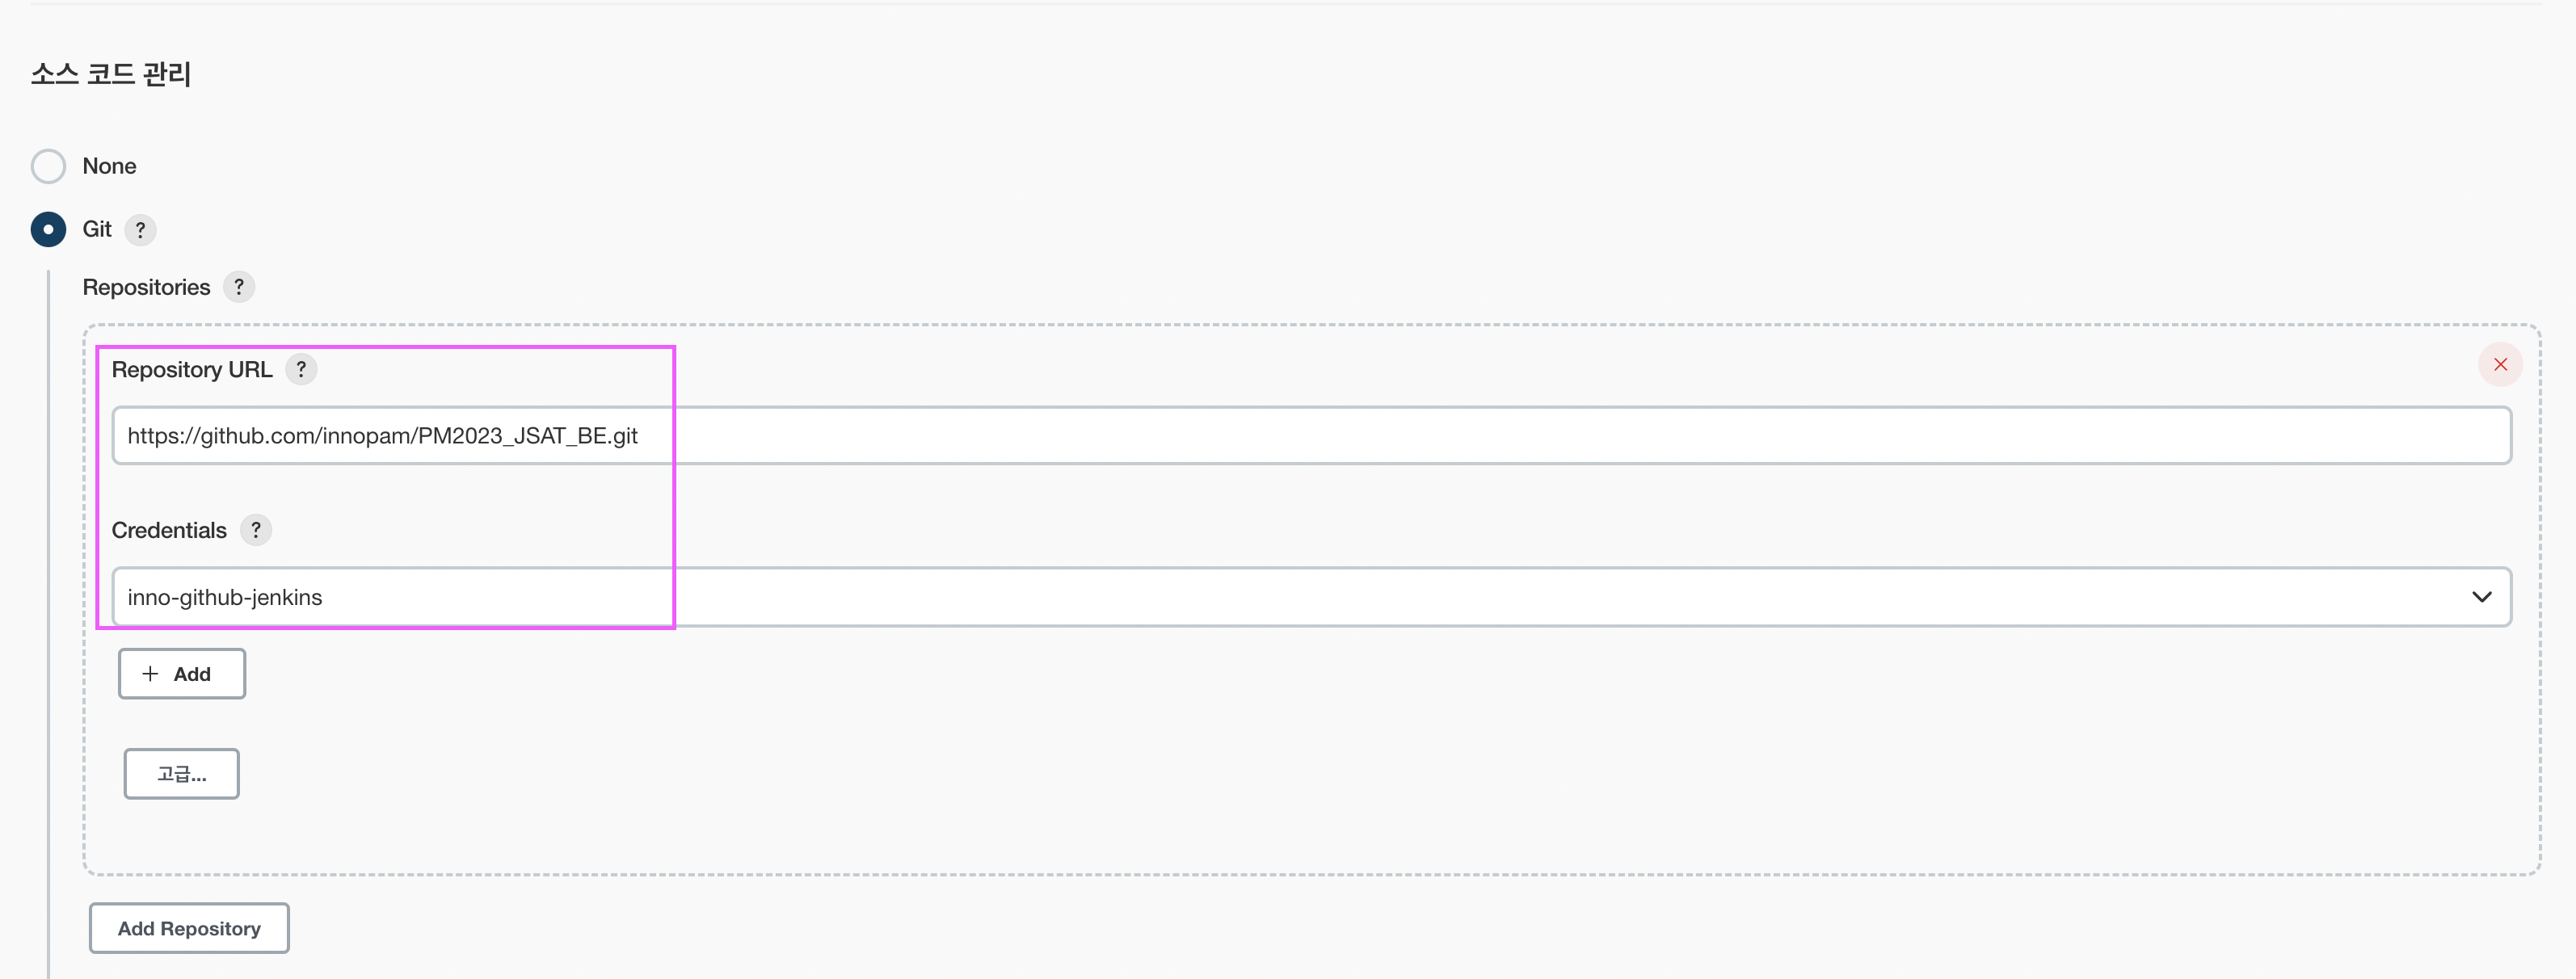 소스 코드 관리
None
Git ?
Repositories ?
Repository URL ?
https://github.com/innopam/PM2023_JSAT_BE.git
Credentials ?
inno-github-jenkins
+ Add
고급...
Add Repository